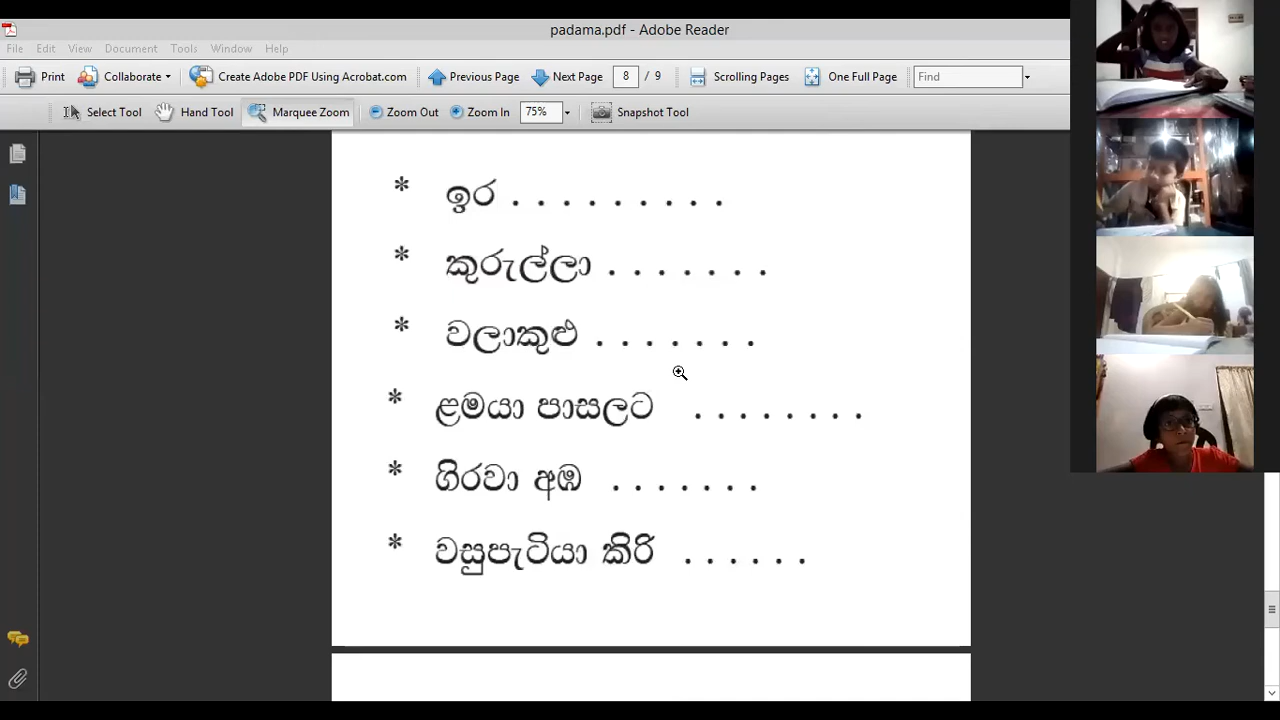 padama.pdf - Adobe Reader
File Edit View Document Tools Window Help
Print Collaborate Create Adobe PDF Using Acrobat.com Previous Page Next Page 8 / 9 Scrolling Pages One Full Page Find
Select Tool Hand Tool Marquee Zoom Zoom Out Zoom In 75% Snapshot Tool
* ඉර . . . . . . . . .
* කුරුල්ලා . . . . . . .
* වලාකුළු . . . . . . .
* ළමයා පාසලට . . . . . . . .
* ගිරවා අඹ . . . . . . .
* වසුපැටියා කිරි . . . . . .